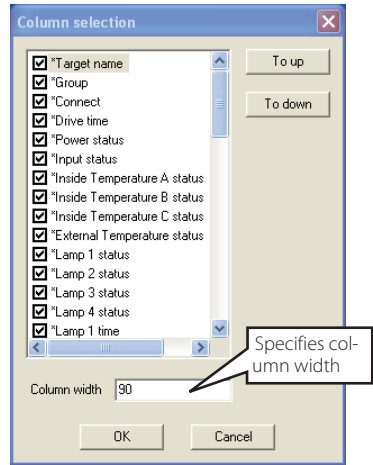 Column selection
*Target name
*Group
*Connect
*Drive time
*Power status
*Input status
*Inside Temperature A status
*Inside Temperature B status
*Inside Temperature C status
*External Temperature status
*Lamp 1 status
*Lamp 2 status
*Lamp 3 status
*Lamp 4 status
*Lamp 1 time
To up
To down
Specifies col-
umn width
Column width 90
OK Cancel